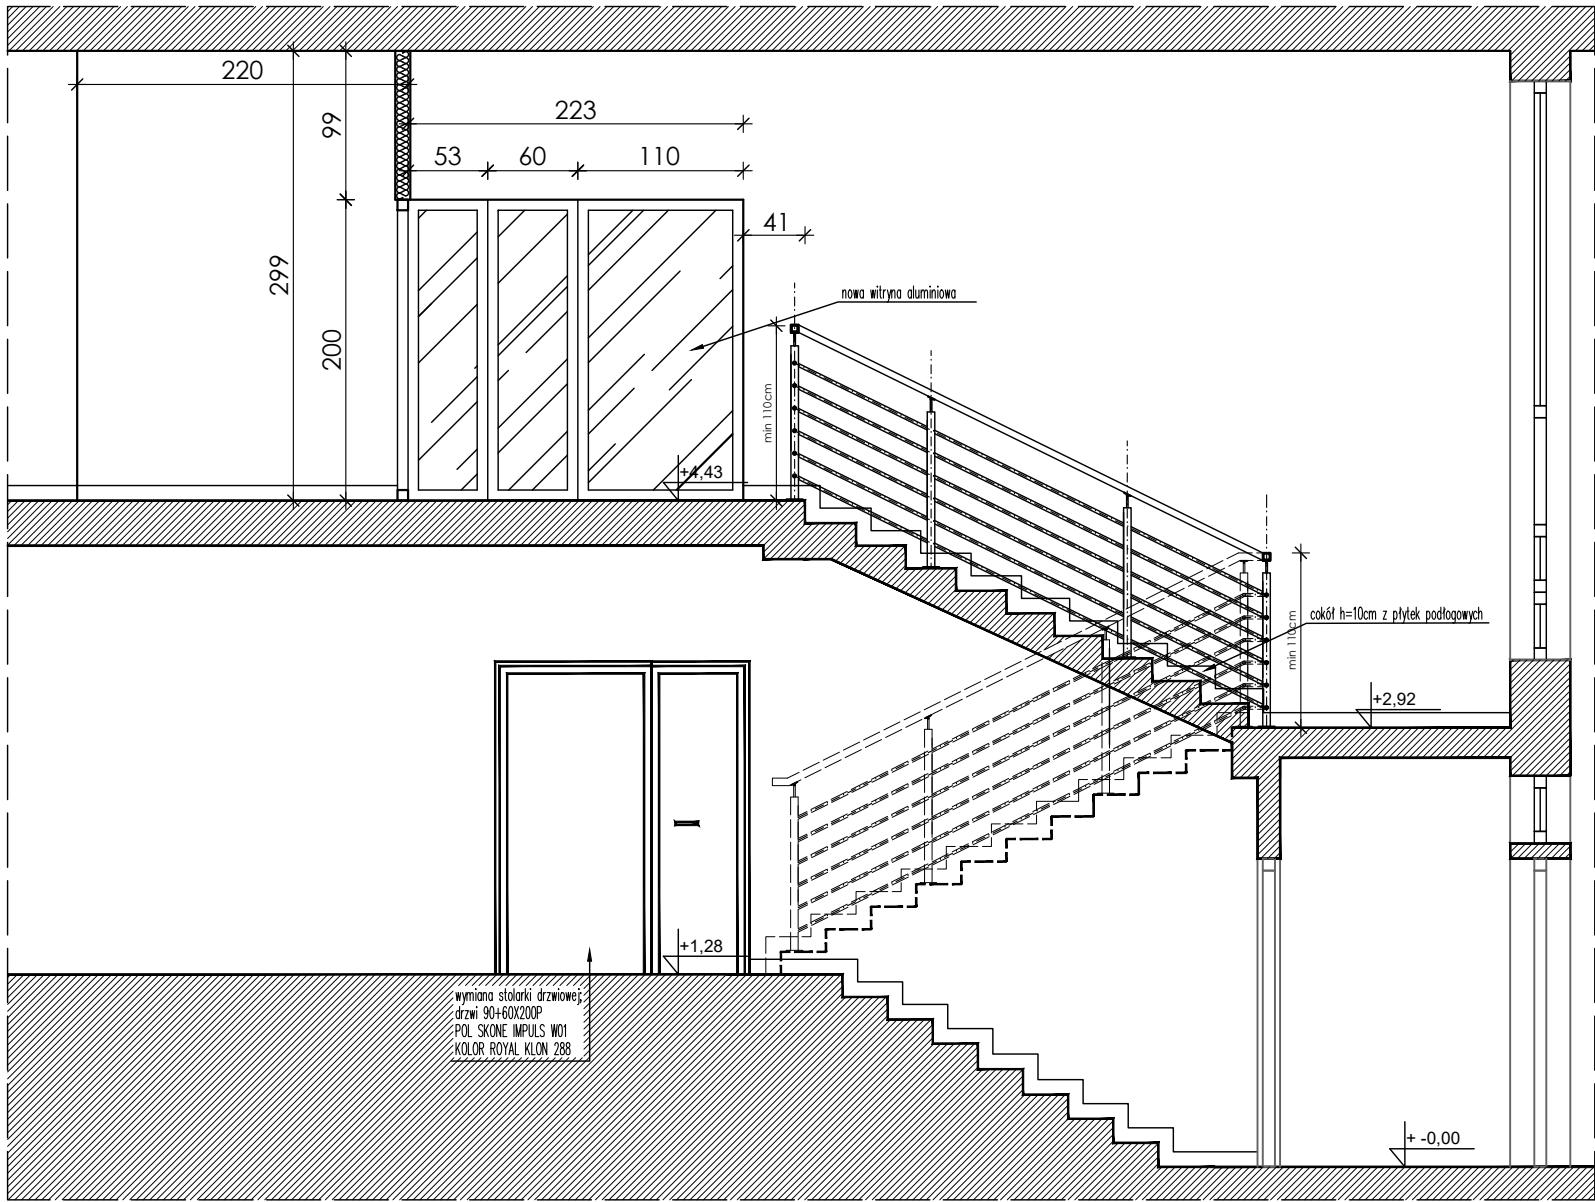 220
99
223
53
60
110
41
299
200
nowa witryna aluminiowa
min 110cm
+4,43
cokół h=10cm z płytek podłogowych
min 110cm
+2,92
+1,28
wymiana stolarki drzwiowej;
drzwi 90+60X200P
POL SKONE IMPULS W01
KOLOR ROYAL KLON 288
+ -0,00